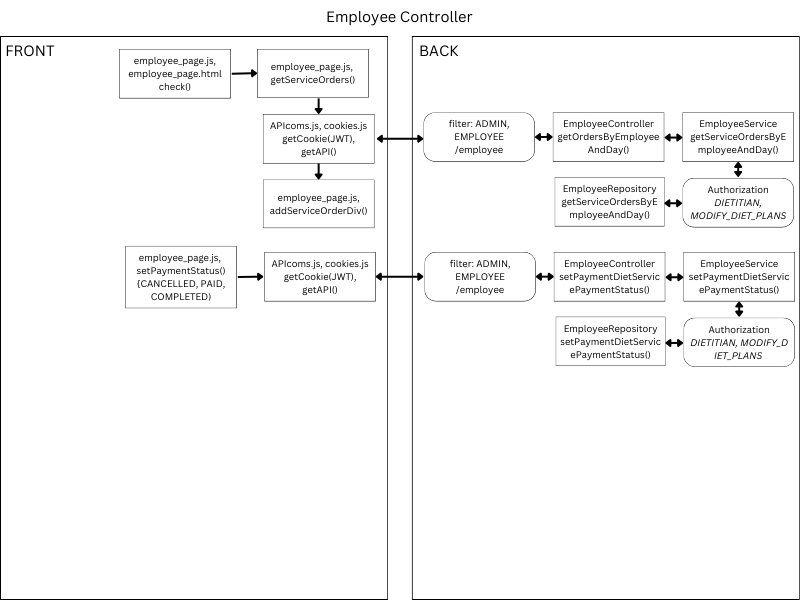 Employee Controller
FRONT
employee_page.js,
employee_page.html
check()
employee_page.js,
getServiceOrders()
APIcoms.js, cookies.js
getCookie(JWT),
getAPI()
employee_page.js,
addServiceOrderDiv()
employee_page.js,
setPaymentStatus()
(CANCELLED, PAID,
COMPLETED)
APIcoms.js, cookies.js
getCookie(JWT),
getAPI()
BACK
filter: ADMIN,
EMPLOYEE
/employee
EmployeeController
getOrdersByEmployee
AndDay()
EmployeeService
getServiceOrdersByE
mployeeAndDay()
EmployeeRepository
getServiceOrdersByE
mployeeAndDay()
Authorization
DIETITIAN,
MODIFY_DIET_PLANS
filter: ADMIN,
EMPLOYEE
/employee
EmployeeController
setPaymentDietServic
ePaymentStatus()
EmployeeService
setPaymentDietServic
ePaymentStatus()
EmployeeRepository
setPaymentDietServic
ePaymentStatus()
Authorization
DIETITIAN, MODIFY_D
IET_PLANS